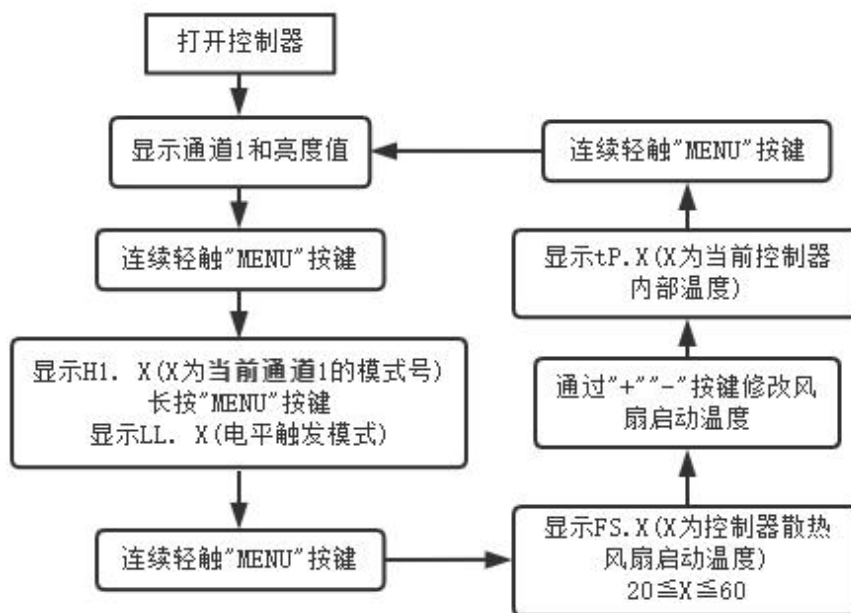 打开控制器
显示通道1和亮度值
连续轻触"MENU"按键
显示H1. X(X为当前通道1的模式号)
长按"MENU"按键
显示LL. X(电平触发模式)
连续轻触"MENU"按键
显示FS.X(X为控制器散热
风扇启动温度)
20≦X≦60
通过"+""-"按键修改风
扇启动温度
显示tP.X(X为当前控制器
内部温度)
连续轻触"MENU"按键